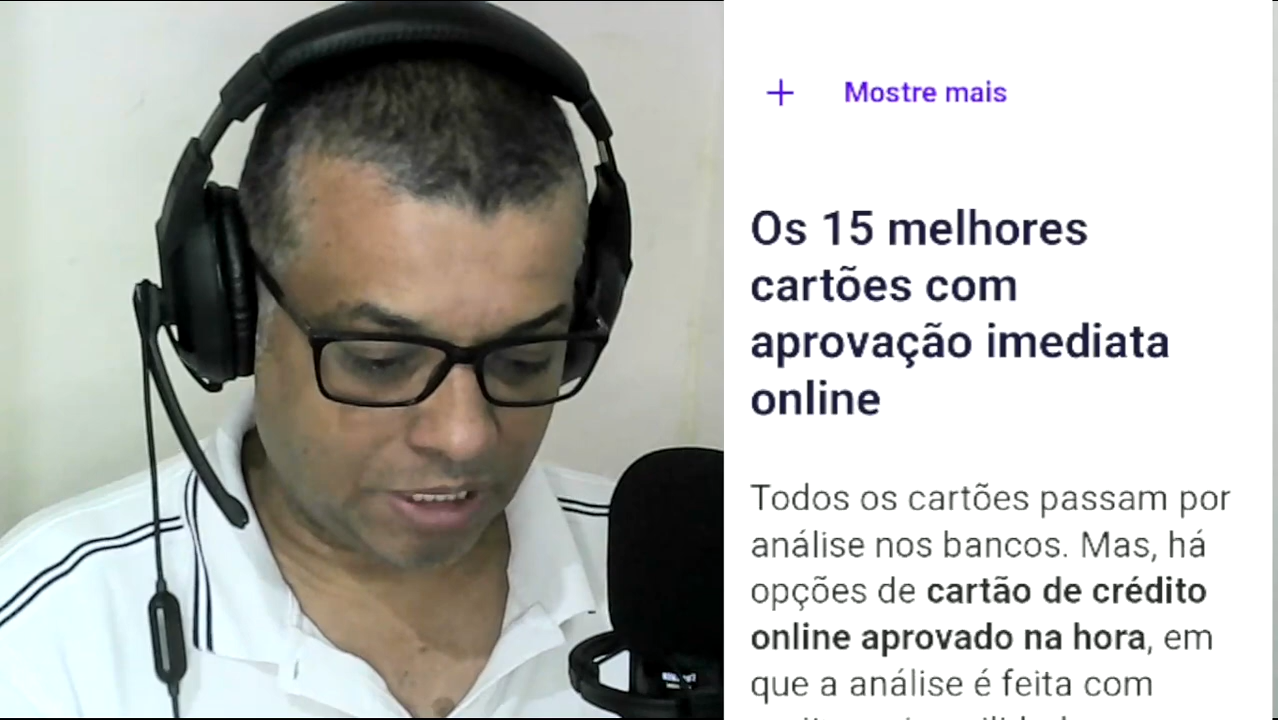 Mostre mais
Os 15 melhores
cartões com
aprovação imediata
online
Todos os cartões passam por
análise nos bancos. Mas, há
opções de cartão de crédito
online aprovado na hora, em
que a análise é feita com